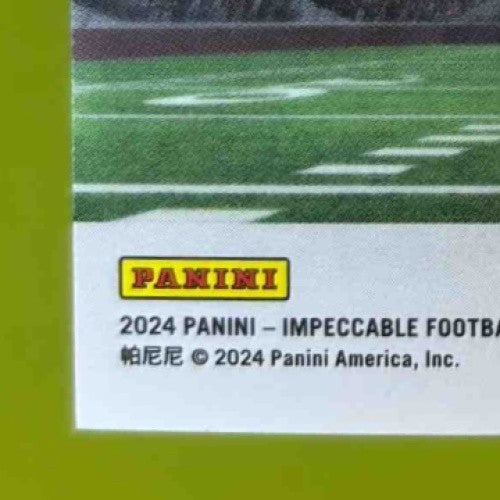 PANINI
2024 PANINI – IMPECCABLE FOOTBA
帕尼尼 © 2024 Panini America, Inc.